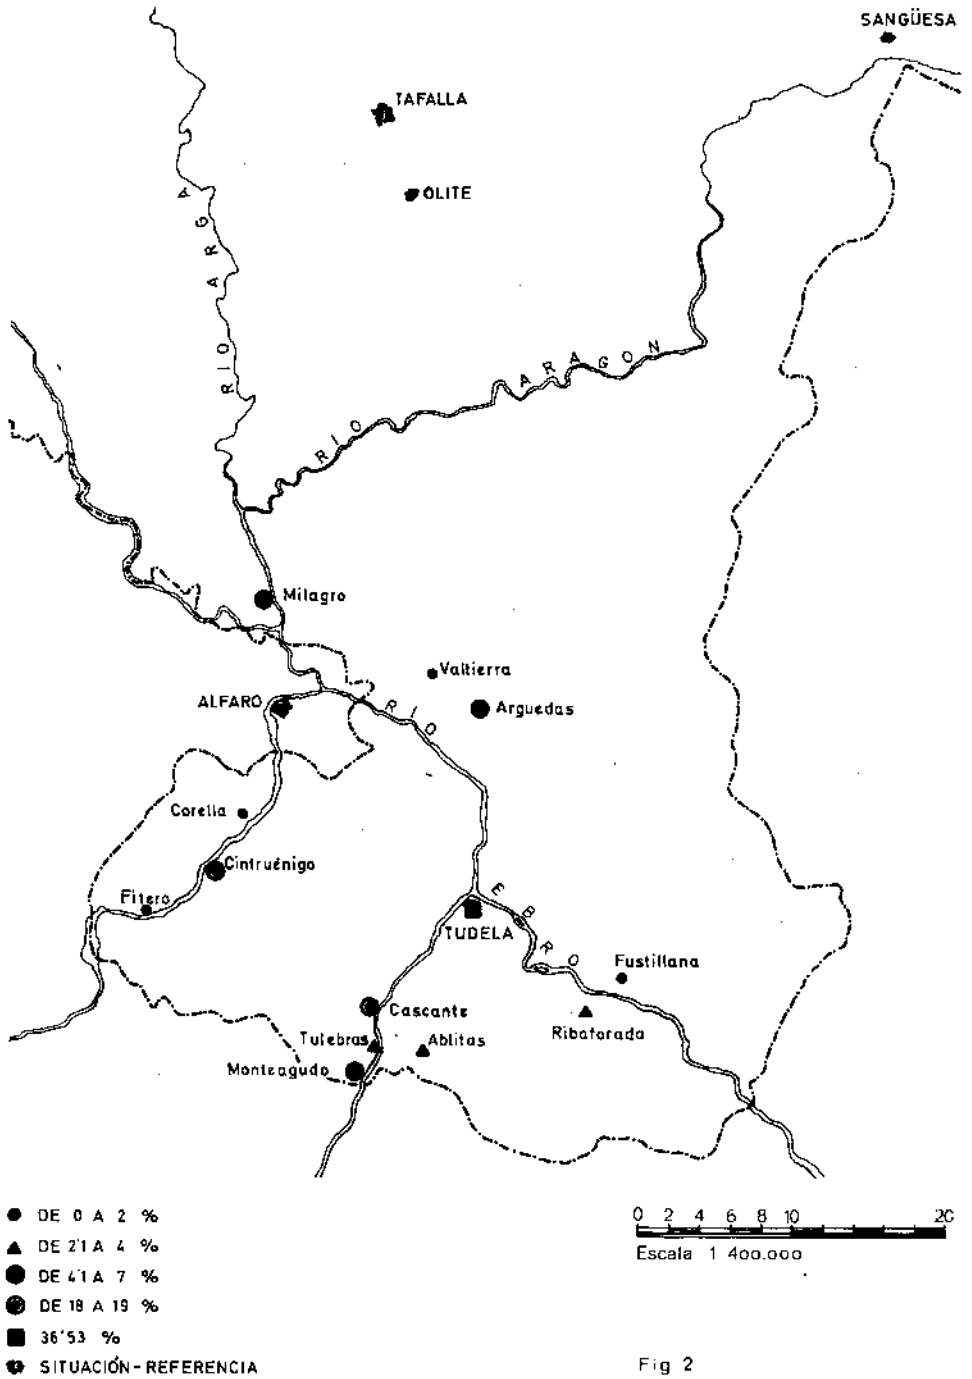 SANGÜESA
TAFALLA
OLITE
RIO ARGA
RIO ARAGON
Milagro
Valtierra
ALFARO
Arguedas
RIO EBRO
Corella
Cintruénigo
Fitero
TUDELA
Fustillana
Cascante
Ribaforada
Tulebras
Ablitas
Monteagudo
DE 0 A 2 %
DE 2'1 A 4 %
DE 4'1 A 7 %
DE 18 A 19 %
36'53 %
SITUACIÓN-REFERENCIA
0 2 4 6 8 10 20
Escala 1 400.000
Fig 2